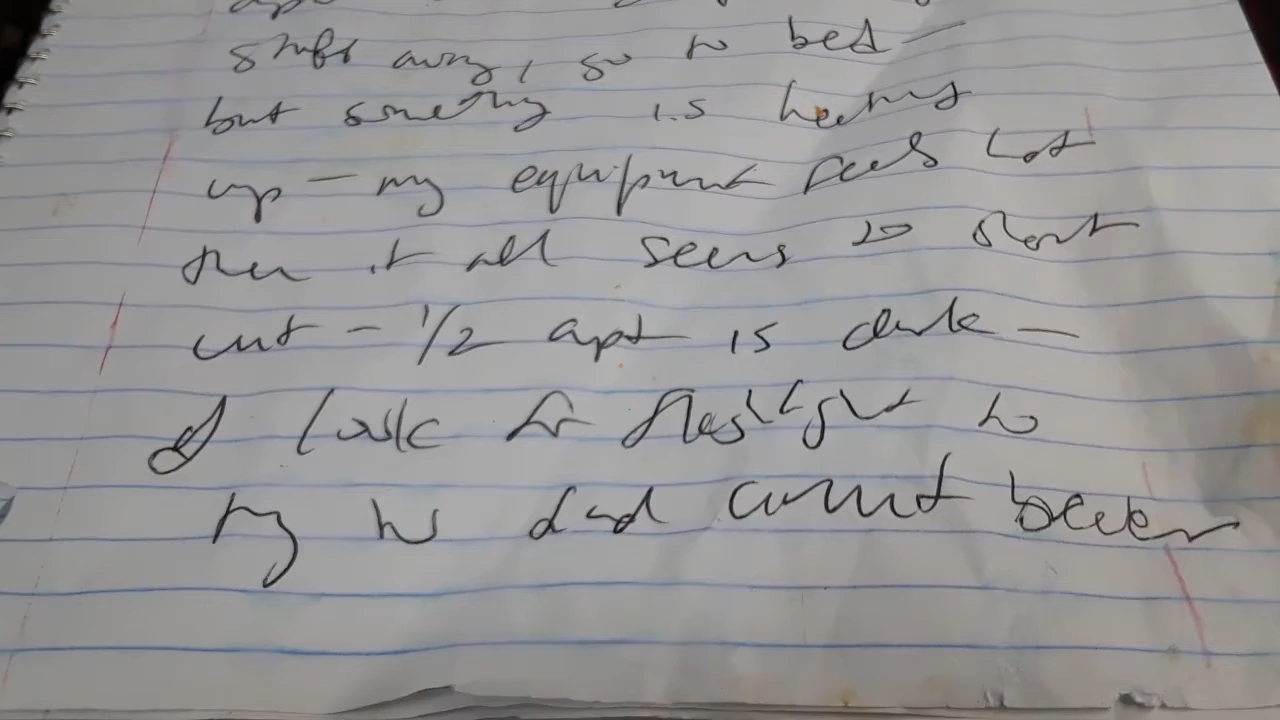 stuff away, go to bed —
but something is heating
up — my equipment feels hot
then it all seems to short
out — 1/2 apt is dark —
I look for flashlight to
try to find circuit breaker